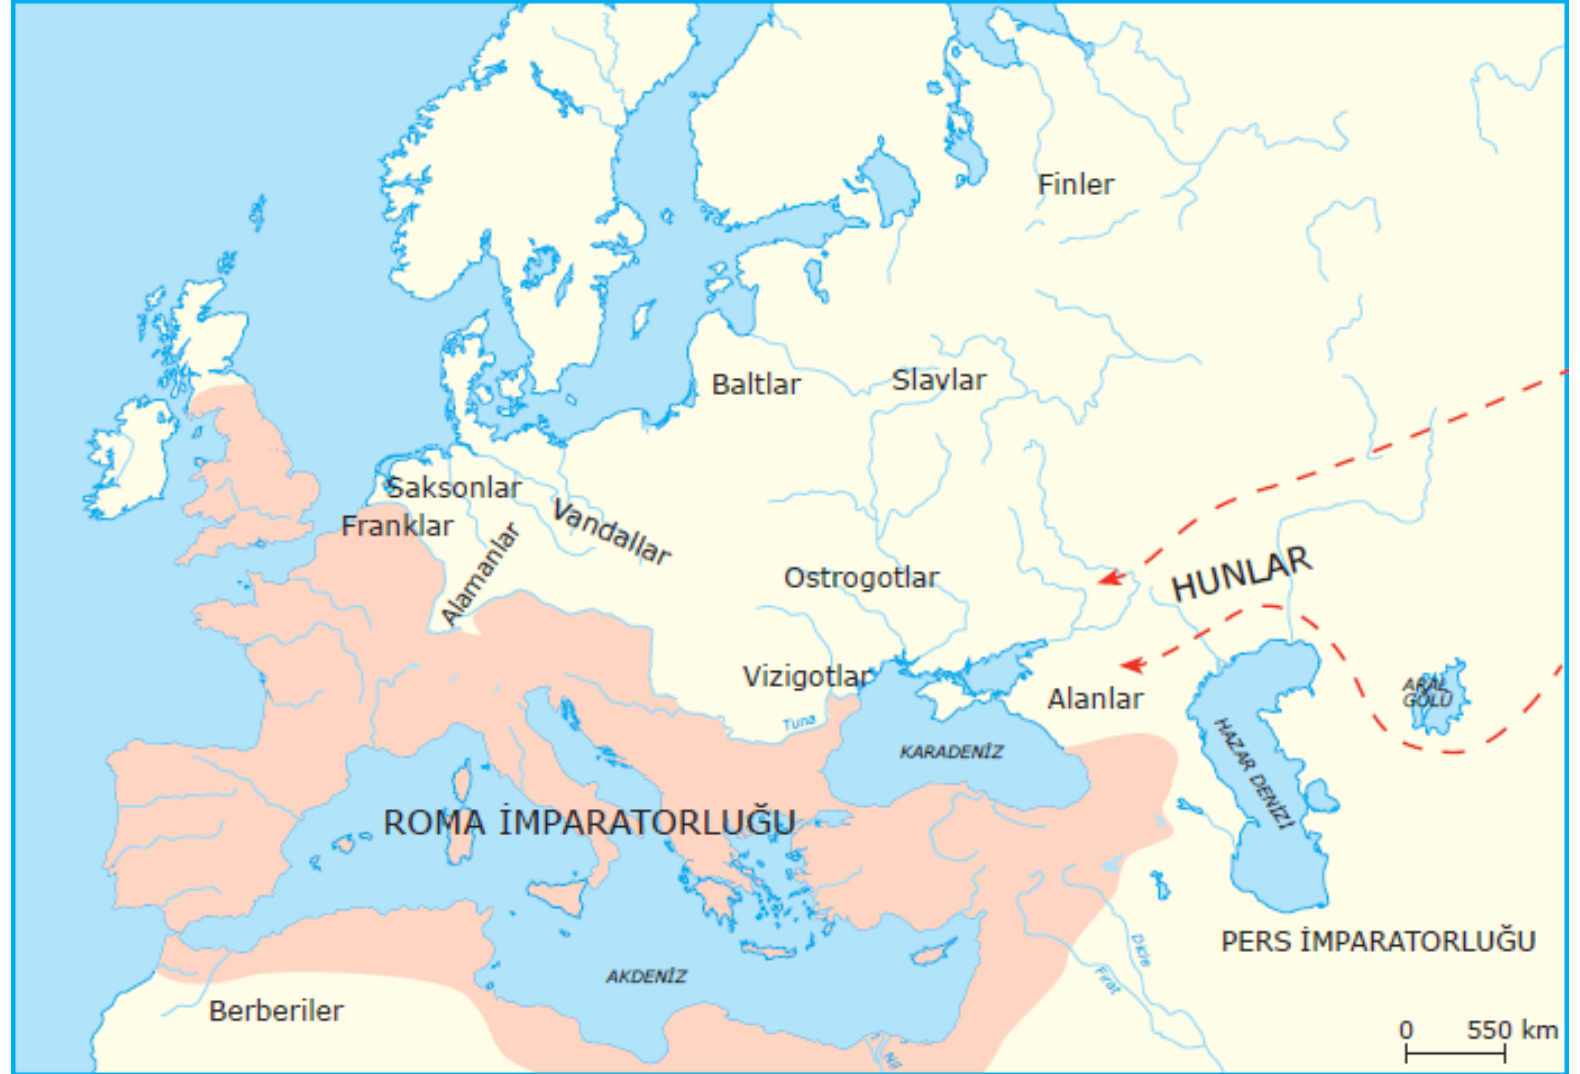 Finler
Baltlar
Slavlar
Saksonlar
Franklar
Vandallar
Alamanlar
Ostrogotlar
HUNLAR
Vizigotlar
Alanlar
ARAL
GÖLÜ
Tuna
KARADENİZ
HAZAR DENİZİ
ROMA İMPARATORLUĞU
PERS İMPARATORLUĞU
Dicle
Fırat
AKDENİZ
Berberiler
Nil
0 550 km